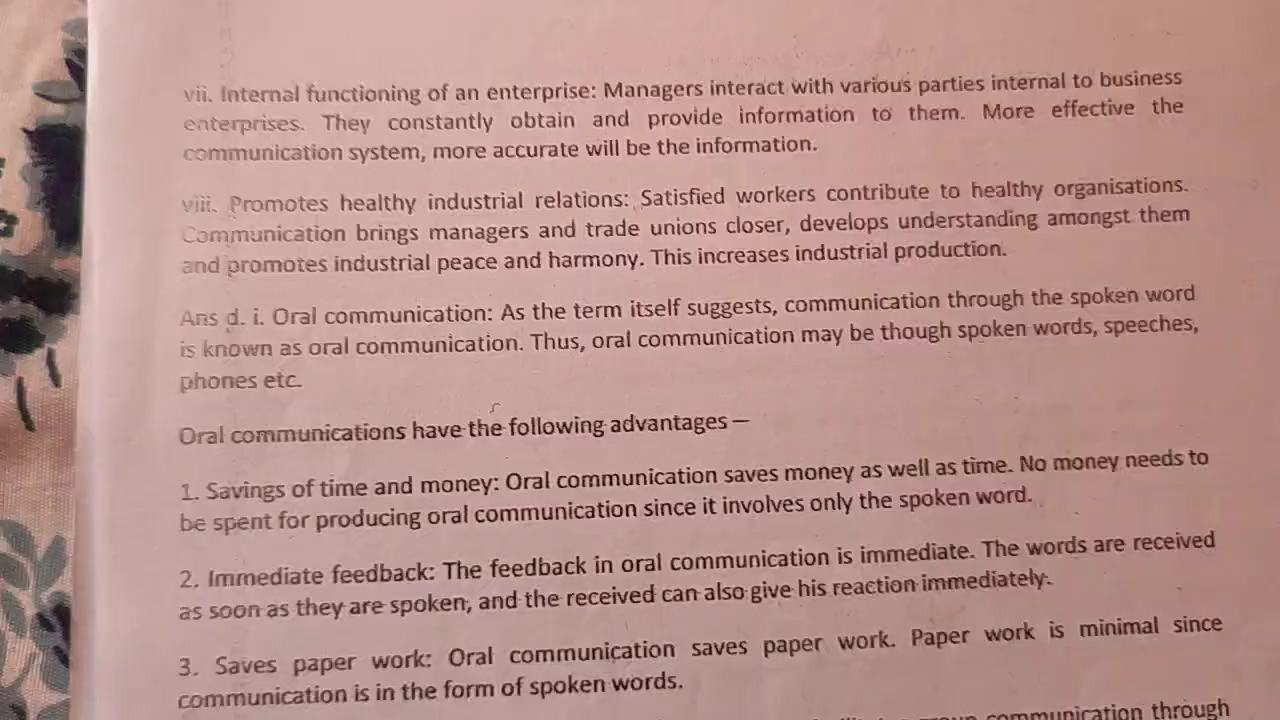 vii. Internal functioning of an enterprise: Managers interact with various parties internal to business
enterprises. They constantly obtain and provide information to them. More effective the
communication system, more accurate will be the information.
viii. Promotes healthy industrial relations: Satisfied workers contribute to healthy organisations.
Communication brings managers and trade unions closer, develops understanding amongst them
and promotes industrial peace and harmony. This increases industrial production.
Ans d. i. Oral communication: As the term itself suggests, communication through the spoken word
is known as oral communication. Thus, oral communication may be though spoken words, speeches,
phones etc.
Oral communications have the following advantages –
1. Savings of time and money: Oral communication saves money as well as time. No money needs to
be spent for producing oral communication since it involves only the spoken word.
2. Immediate feedback: The feedback in oral communication is immediate. The words are received
as soon as they are spoken, and the received can also give his reaction immediately.
3. Saves paper work: Oral communication saves paper work. Paper work is minimal since
communication is in the form of spoken words.
communication through